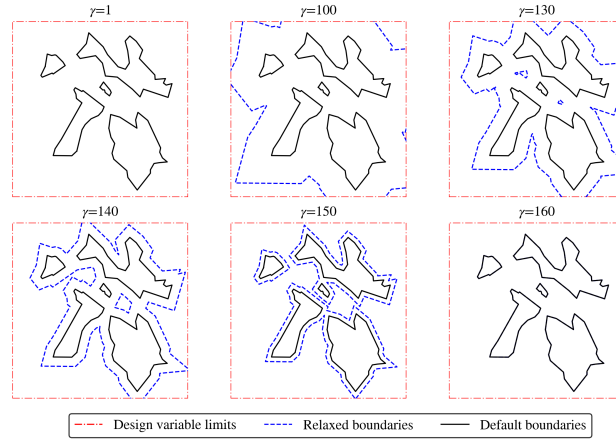 γ=1
γ=100
γ=130
γ=140
γ=150
γ=160
Design variable limits
Relaxed boundaries
Default boundaries